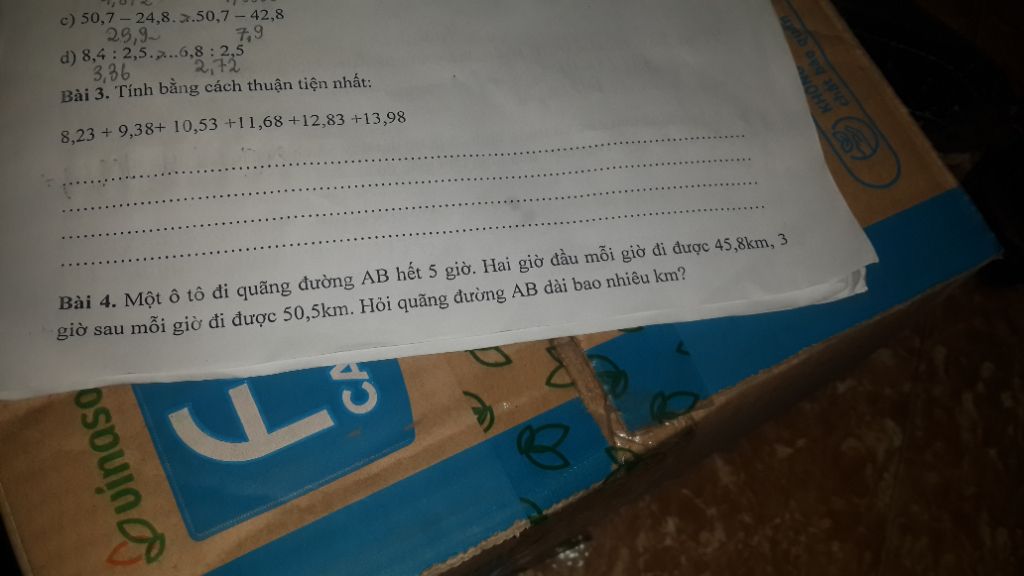 c) 50,7 – 24,8.>.50,7 – 42,8
25,9 7,9
d) 8,4 : 2,5.>..6,8 : 2,5
3,36 2,72
Bài 3. Tính bằng cách thuận tiện nhất:
8,23 + 9,38+ 10,53 +11,68 +12,83 +13,98
Bài 4. Một ô tô đi quãng đường AB hết 5 giờ. Hai giờ đầu mỗi giờ đi được 45,8km, 3
giờ sau mỗi giờ đi được 50,5km. Hỏi quãng đường AB dài bao nhiêu km?
CA
vinaso